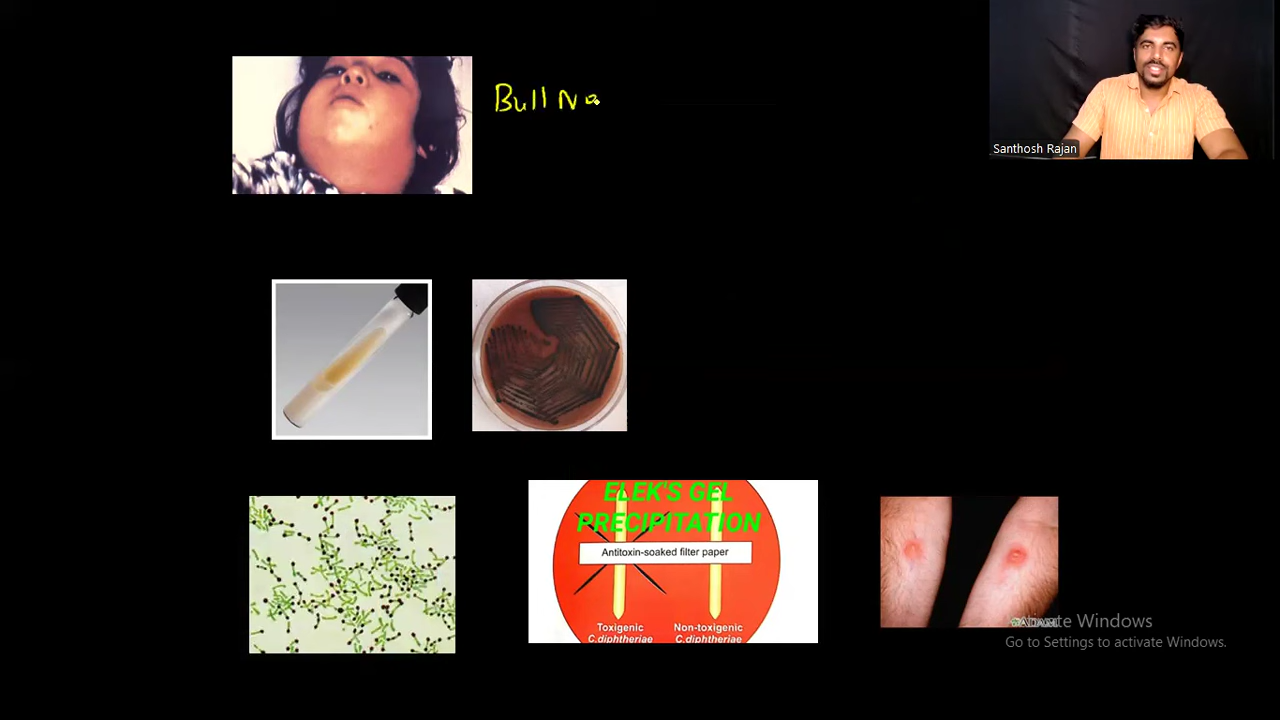 Santhosh Rajan
Bull Ne
ELEK'S GEL
PRECIPITATION
Antitoxin-soaked filter paper
Toxigenic
C.diphtheriae
Non-toxigenic
C.diphtheriae
Activate Windows
Go to Settings to activate Windows.